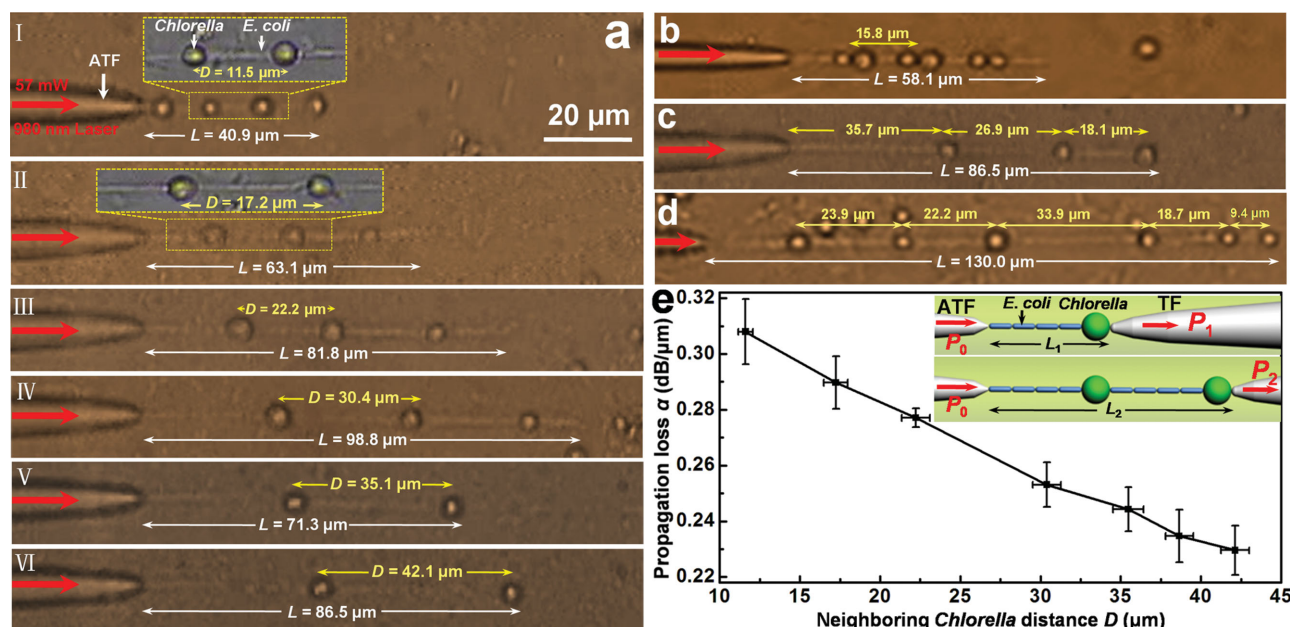 a
I
Chlorella E. coli
D = 11.5 µm
ATF
57 mW
980 nm Laser
L = 40.9 µm
20 µm
II
D = 17.2 µm
L = 63.1 µm
III
D = 22.2 µm
L = 81.8 µm
IV
D = 30.4 µm
L = 98.8 µm
V
D = 35.1 µm
L = 71.3 µm
VI
D = 42.1 µm
L = 86.5 µm
b
15.8 µm
L = 58.1 µm
c
35.7 µm 26.9 µm 18.1 µm
L = 86.5 µm
d
23.9 µm 22.2 µm 33.9 µm 18.7 µm 9.4 µm
L = 130.0 µm
e
Propagation loss α (dB/µm)
0.32
0.30
0.28
0.26
0.24
0.22
10 15 20 25 30 35 40 45
Neighboring Chlorella distance D (µm)
ATF E. coli Chlorella TF
P0 L1 P1
P0 L2 P2